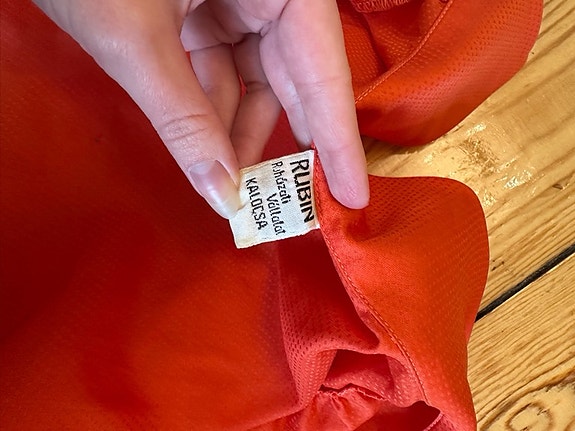 RUBIN
Ruházati
Vállalat
KALOCSA